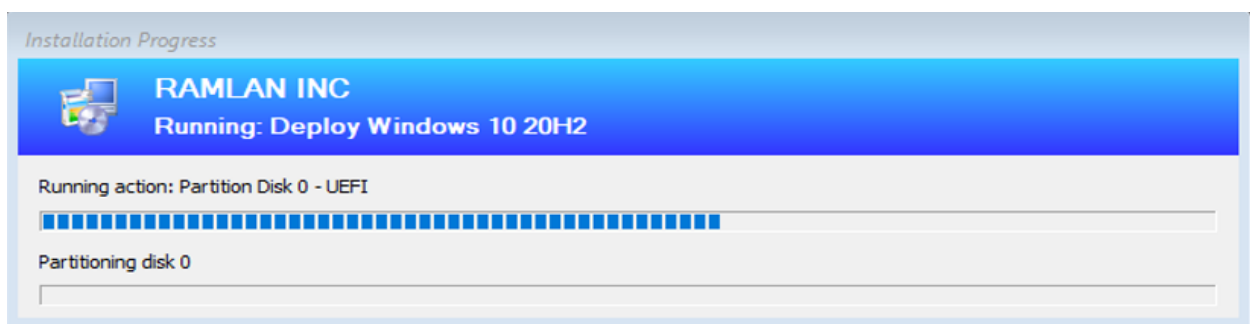 Installation Progress
RAMLAN INC
Running: Deploy Windows 10 20H2
Running action: Partition Disk 0 - UEFI
Partitioning disk 0